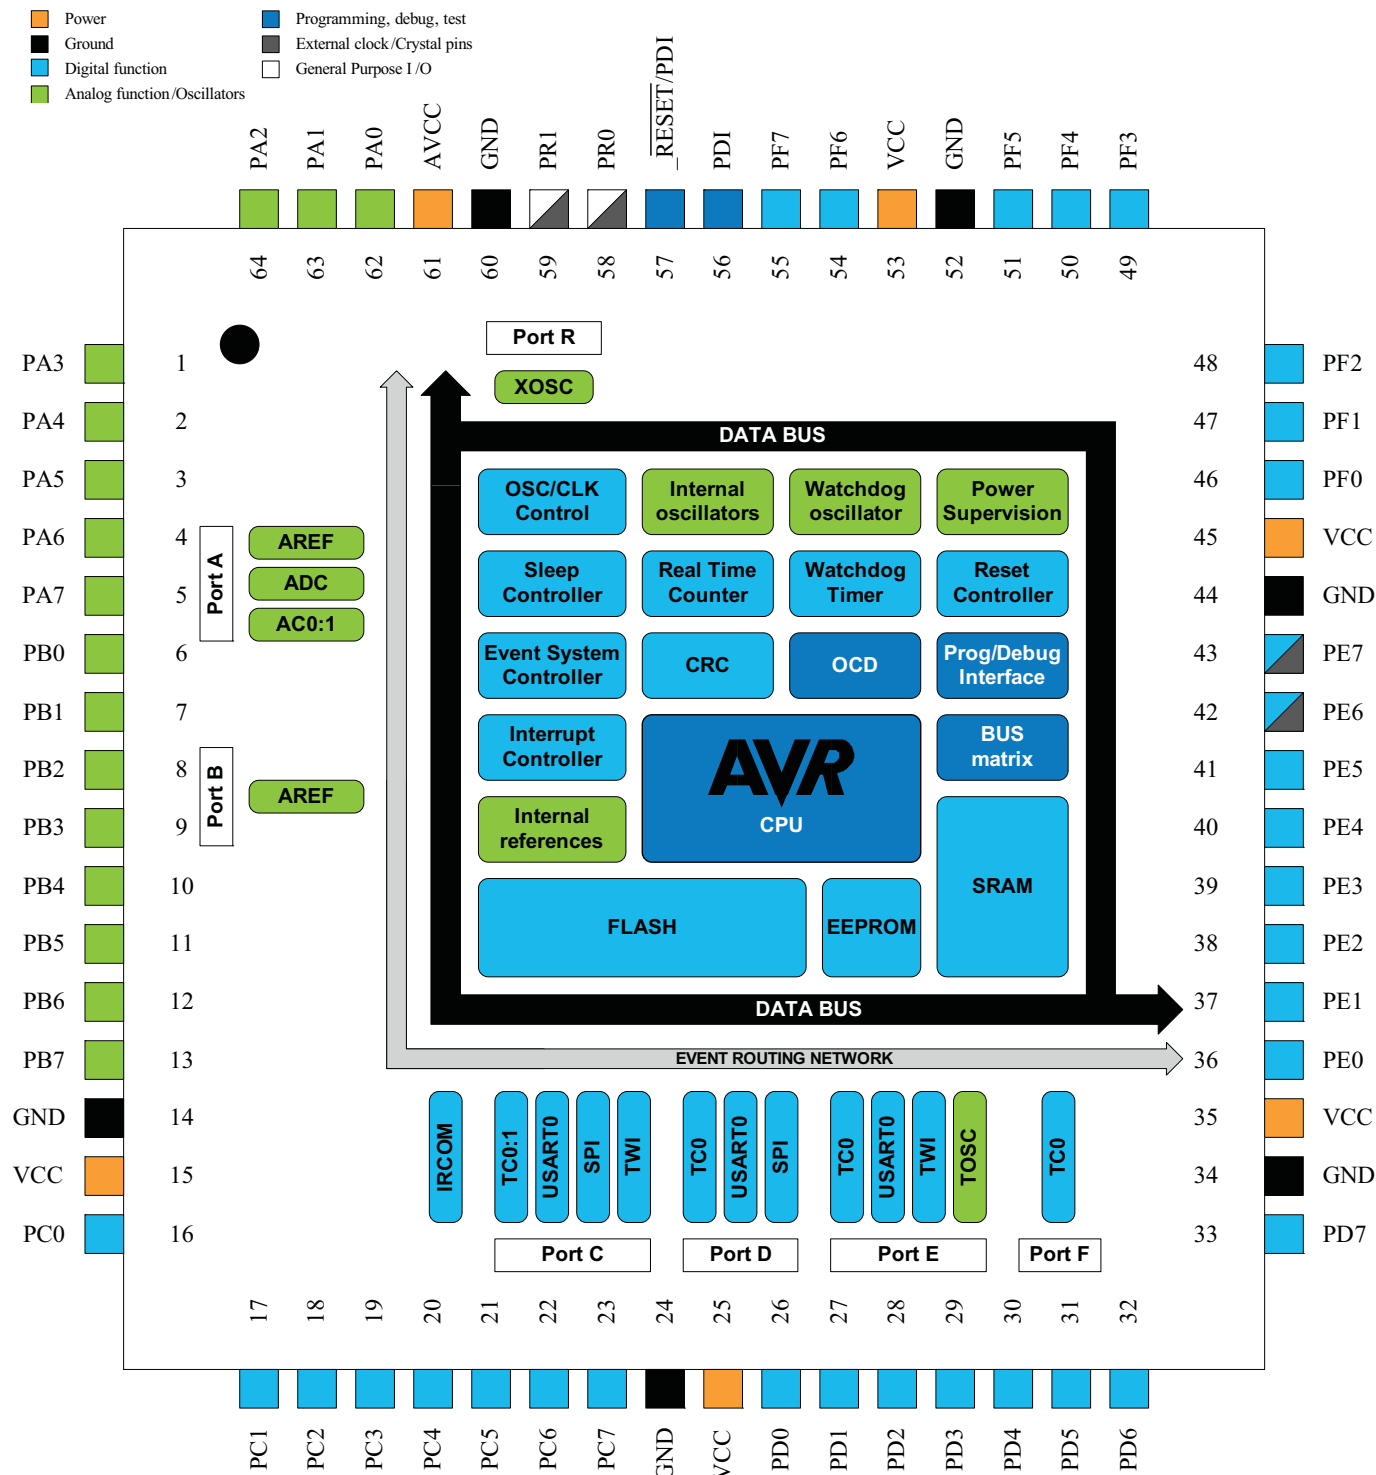 Power
Ground
Digital function
Analog function/Oscillators
Programming, debug, test
External clock/Crystal pins
General Purpose I/O
PA2 PA1 PA0 AVCC GND PR1 PR0 _RESET/PDI PDI PF7 PF6 VCC GND PF5 PF4 PF3
64 63 62 61 60 59 58 57 56 55 54 53 52 51 50 49
PA3 1
PA4 2
PA5 3
PA6 4
PA7 5
PB0 6
PB1 7
PB2 8
PB3 9
PB4 10
PB5 11
PB6 12
PB7 13
GND 14
VCC 15
PC0 16
Port R
XOSC
Port A
AREF
ADC
AC0:1
Port B
AREF
DATA BUS
OSC/CLK
Control
Internal
oscillators
Watchdog
oscillator
Power
Supervision
Sleep
Controller
Real Time
Counter
Watchdog
Timer
Reset
Controller
Event System
Controller
CRC
OCD
Prog/Debug
Interface
Interrupt
Controller
AVR
CPU
BUS
matrix
Internal
references
SRAM
FLASH
EEPROM
DATA BUS
EVENT ROUTING NETWORK
IRCOM
TC0:1
USART0
SPI
TWI
Port C
TC0
USART0
SPI
Port D
TC0
USART0
TWI
TOSC
Port E
TC0
Port F
48 PF2
47 PF1
46 PF0
45 VCC
44 GND
43 PE7
42 PE6
41 PE5
40 PE4
39 PE3
38 PE2
37 PE1
36 PE0
35 VCC
34 GND
33 PD7
17 18 19 20 21 22 23 24 25 26 27 28 29 30 31 32
PC1 PC2 PC3 PC4 PC5 PC6 PC7 GND VCC PD0 PD1 PD2 PD3 PD4 PD5 PD6